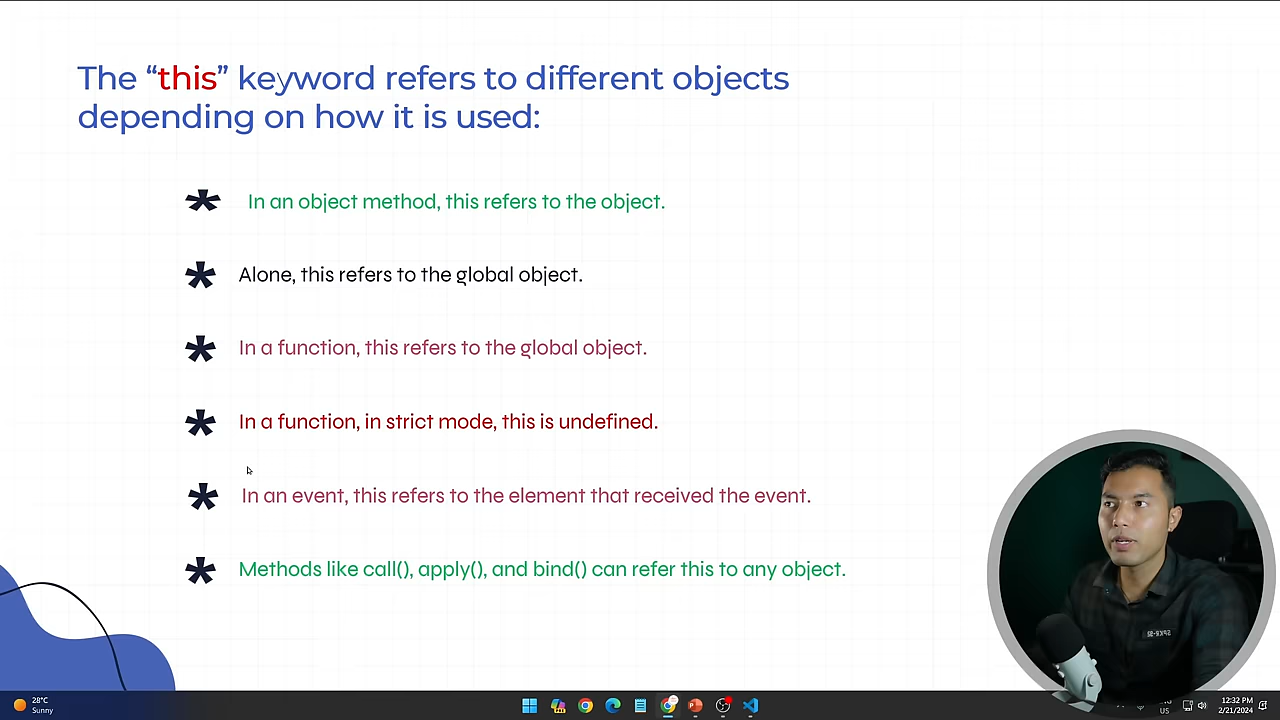 The “this” keyword refers to different objects
depending on how it is used:
* In an object method, this refers to the object.
* Alone, this refers to the global object.
* In a function, this refers to the global object.
* In a function, in strict mode, this is undefined.
* In an event, this refers to the element that received the event.
* Methods like call(), apply(), and bind() can refer this to any object.
28°C
Sunny
US
12:32 PM
2/21/2024